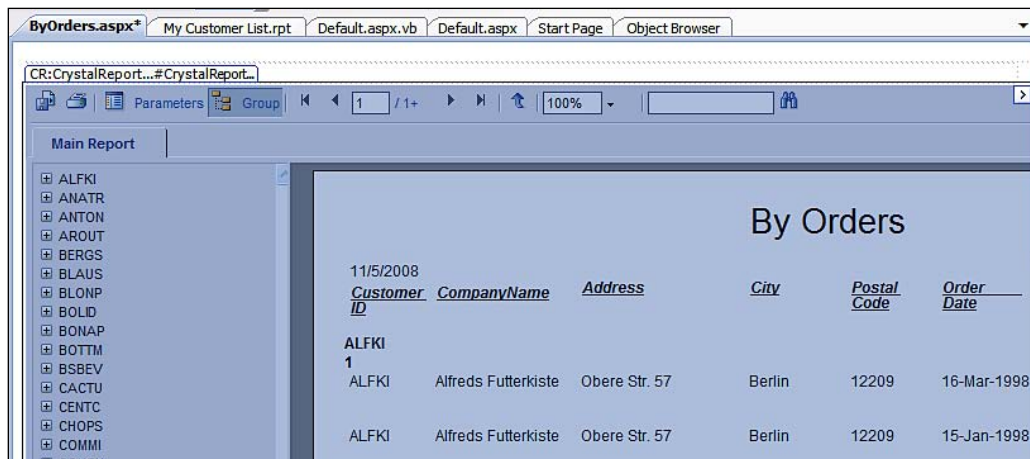 ByOrders.aspx* My Customer List.rpt Default.aspx.vb Default.aspx Start Page Object Browser
CR:CrystalReport...#CrystalReport...
Parameters Group 1 / 1+ 100%
Main Report
ALFKI
ANATR
ANTON
AROUT
BERGS
BLAUS
BLONP
BOLID
BONAP
BOTTM
BSBEV
CACTU
CENTC
CHOPS
COMMI
By Orders
11/5/2008
Customer ID CompanyName Address City Postal Code Order Date
ALFKI
1
ALFKI Alfreds Futterkiste Obere Str. 57 Berlin 12209 16-Mar-1998
ALFKI Alfreds Futterkiste Obere Str. 57 Berlin 12209 15-Jan-1998